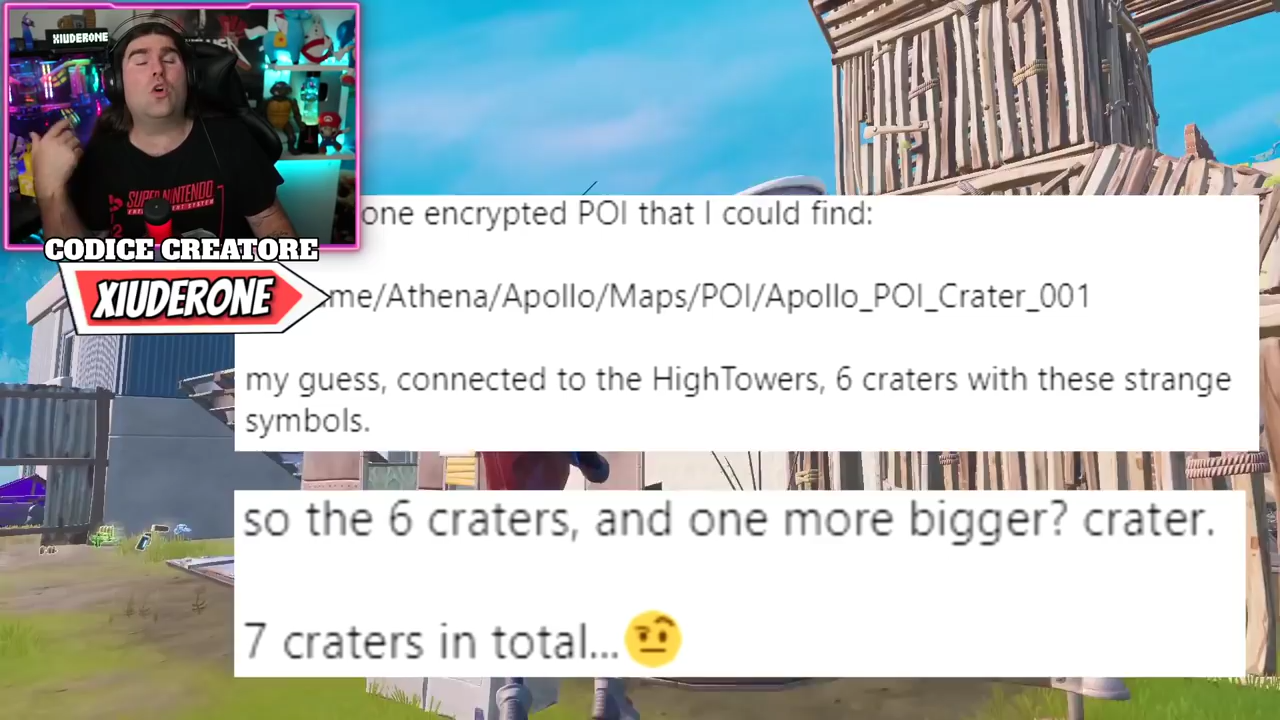 XIUDERONE
SUPER NINTENDO
CODICE CREATORE
XIUDERONE
one encrypted POI that I could find:
me/Athena/Apollo/Maps/POI/Apollo_POI_Crater_001
my guess, connected to the HighTowers, 6 craters with these strange
symbols.
so the 6 craters, and one more bigger? crater.
7 craters in total...🤨